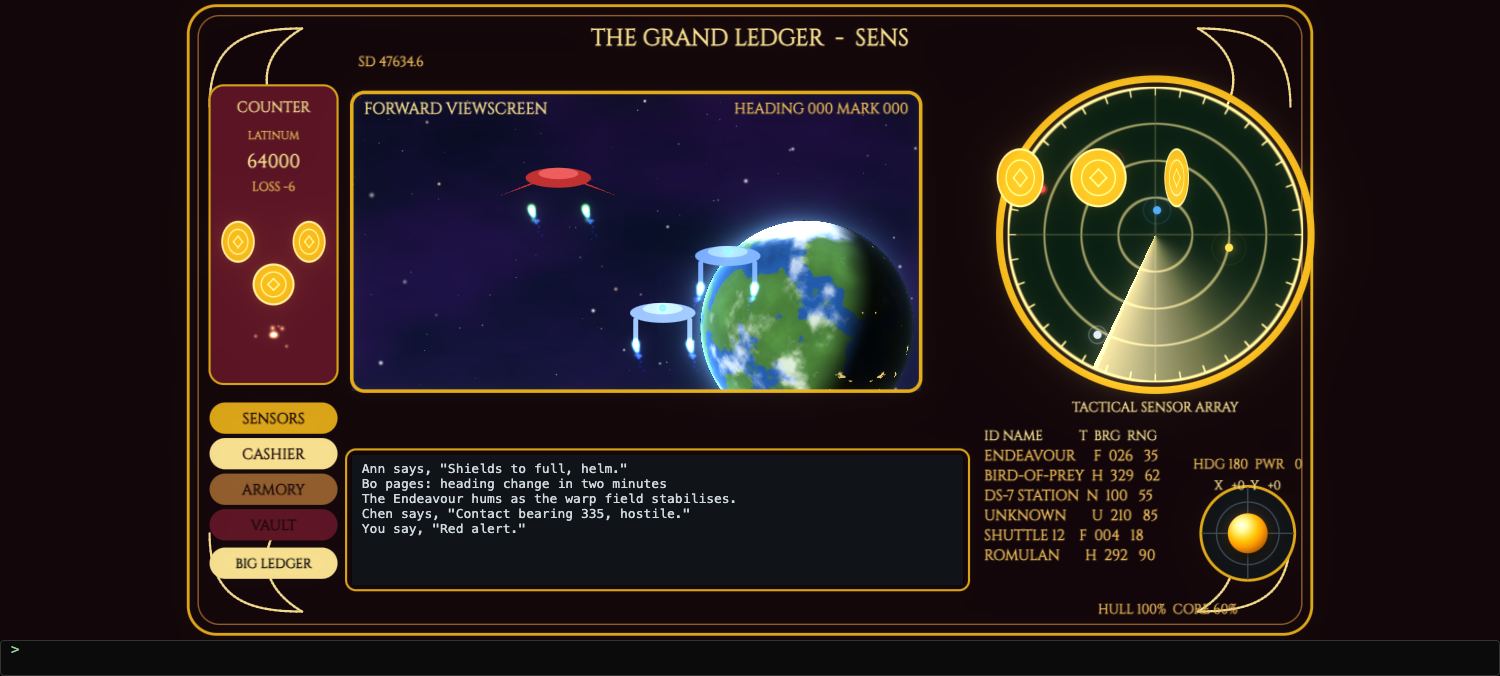 THE GRAND LEDGER - SENS
SD 47634.6
COUNTER
LATINUM
64000
LOSS -6
FORWARD VIEWSCREEN
HEADING 000 MARK 000
SENSORS
CASHIER
ARMORY
VAULT
BIG LEDGER
Ann says, "Shields to full, helm."
Bo pages: heading change in two minutes
The Endeavour hums as the warp field stabilises.
Chen says, "Contact bearing 335, hostile."
You say, "Red alert."
TACTICAL SENSOR ARRAY
ID NAME T BRG RNG
ENDEAVOUR F 026 35
BIRD-OF-PREY H 329 62
DS-7 STATION N 100 55
UNKNOWN U 210 85
SHUTTLE 12 F 004 18
ROMULAN H 292 90
HDG 180 PWR 0
X +0 Y +0
HULL 100% CORE 60%
>